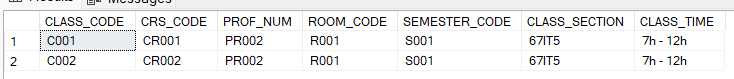 Messages
CLASS_CODE CRS_CODE PROF_NUM ROOM_CODE SEMESTER_CODE CLASS_SECTION CLASS_TIME
1 C001 CR001 PR002 R001 S001 67IT5 7h - 12h
2 C002 CR002 PR002 R001 S001 67IT5 7h - 12h